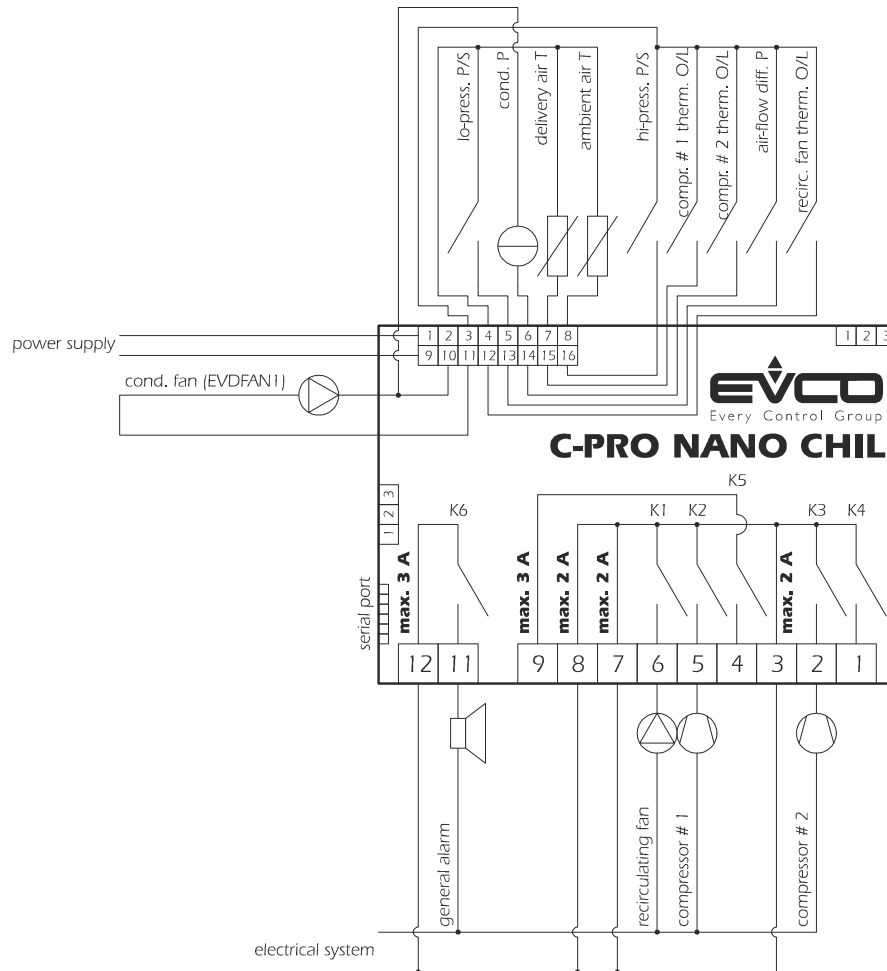 lo-press. P/S
cond. P
delivery air T
ambient air T
hi-press. P/S
compr. # 1 therm. O/L
compr. # 2 therm. O/L
air-flow diff. P
recirc. fan therm. O/L
power supply
1 2 3 4 5 6 7 8
9 10 11 12 13 14 15 16
1 2 3
cond. fan (EVDFAN1)
EVCO
Every Control Group
C-PRO NANO CHIL
1 2 3
serial port
K6
K5
K1 K2 K3 K4
max. 3 A
max. 3 A
max. 2 A
max. 2 A
max. 2 A
12 11 9 8 7 6 5 4 3 2 1
general alarm
recirculating fan
compressor # 1
compressor # 2
electrical system